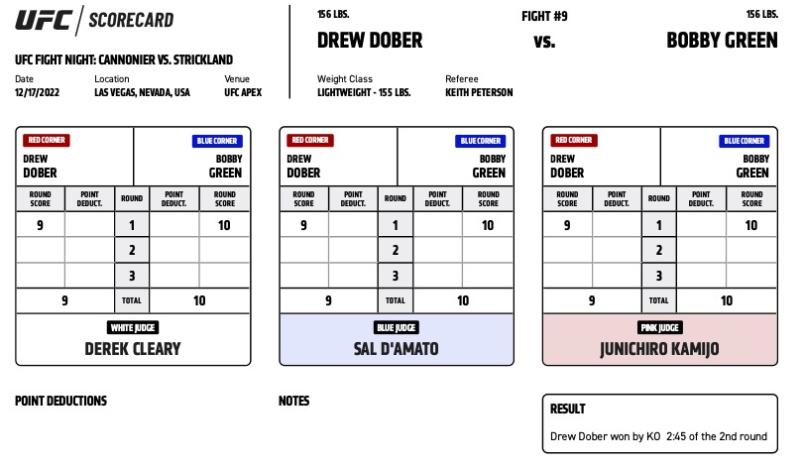 UFC SCORECARD
UFC FIGHT NIGHT: CANNONIER VS. STRICKLAND
Date Location Venue
12/17/2022 LAS VEGAS, NEVADA, USA UFC APEX
156 LBS. FIGHT #9 156 LBS.
DREW DOBER VS. BOBBY GREEN
Weight Class Referee
LIGHTWEIGHT - 155 LBS. KEITH PETERSON
RED CORNER BLUE CORNER
DREW BOBBY
DOBER GREEN
ROUND SCORE POINT DEDUCT. ROUND POINT DEDUCT. ROUND SCORE
9 1 10
2
3
9 TOTAL 10
WHITE JUDGE
DEREK CLEARY
RED CORNER BLUE CORNER
DREW BOBBY
DOBER GREEN
ROUND SCORE POINT DEDUCT. ROUND POINT DEDUCT. ROUND SCORE
9 1 10
2
3
9 TOTAL 10
BLUE JUDGE
SAL D'AMATO
RED CORNER BLUE CORNER
DREW BOBBY
DOBER GREEN
ROUND SCORE POINT DEDUCT. ROUND POINT DEDUCT. ROUND SCORE
9 1 10
2
3
9 TOTAL 10
PINK JUDGE
JUNICHIRO KAMIJO
POINT DEDUCTIONS
NOTES
RESULT
Drew Dober won by KO 2:45 of the 2nd round